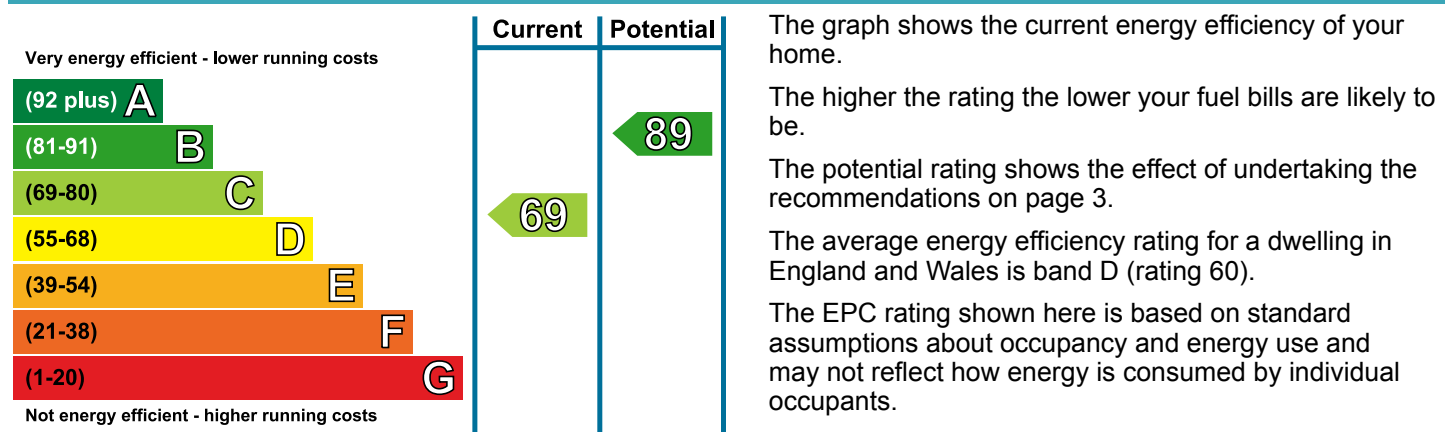 Current Potential
Very energy efficient - lower running costs
(92 plus) A
(81-91) B
(69-80) C
(55-68) D
(39-54) E
(21-38) F
(1-20) G
Not energy efficient - higher running costs
69
89
The graph shows the current energy efficiency of your
home.
The higher the rating the lower your fuel bills are likely to
be.
The potential rating shows the effect of undertaking the
recommendations on page 3.
The average energy efficiency rating for a dwelling in
England and Wales is band D (rating 60).
The EPC rating shown here is based on standard
assumptions about occupancy and energy use and
may not reflect how energy is consumed by individual
occupants.